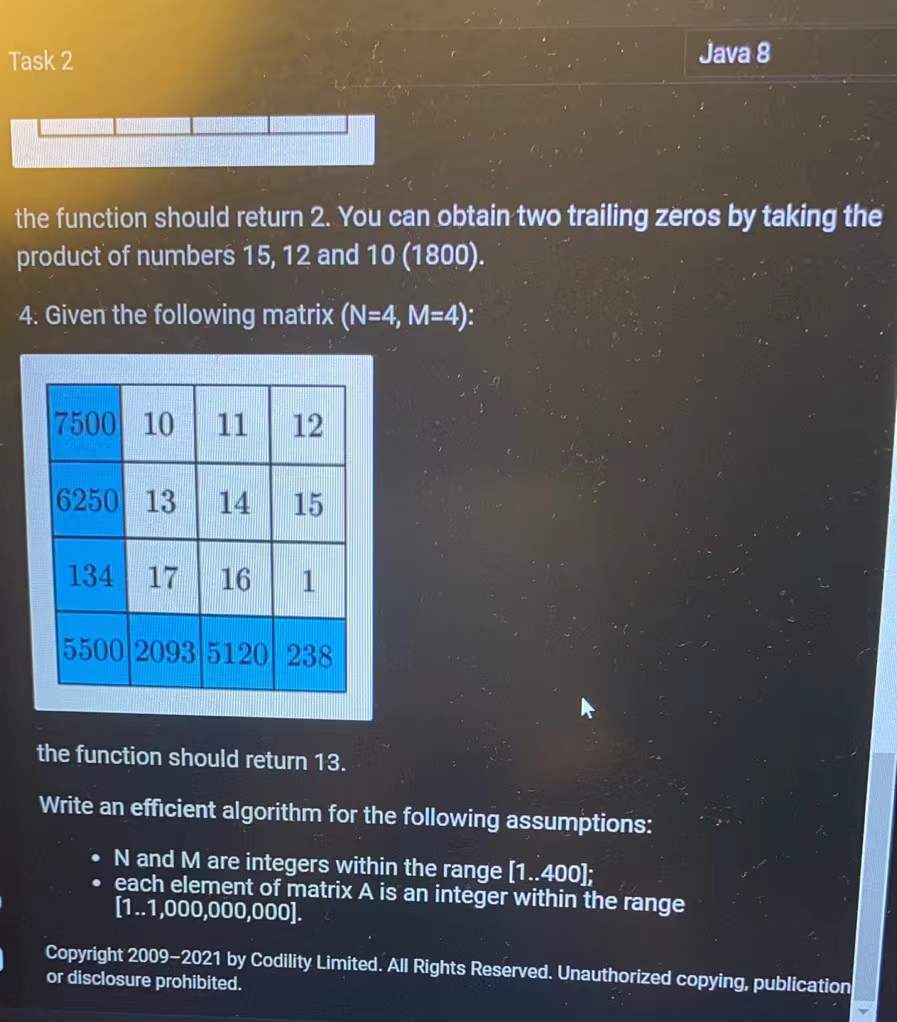 Task 2
Java 8
the function should return 2. You can obtain two trailing zeros by taking the
product of numbers 15, 12 and 10 (1800).
4. Given the following matrix (N=4, M=4):
7500 10 11 12
6250 13 14 15
134 17 16 1
5500 2093 5120 238
the function should return 13.
Write an efficient algorithm for the following assumptions:
• N and M are integers within the range [1..400];
• each element of matrix A is an integer within the range
[1..1,000,000,000].
Copyright 2009–2021 by Codility Limited. All Rights Reserved. Unauthorized copying, publication
or disclosure prohibited.